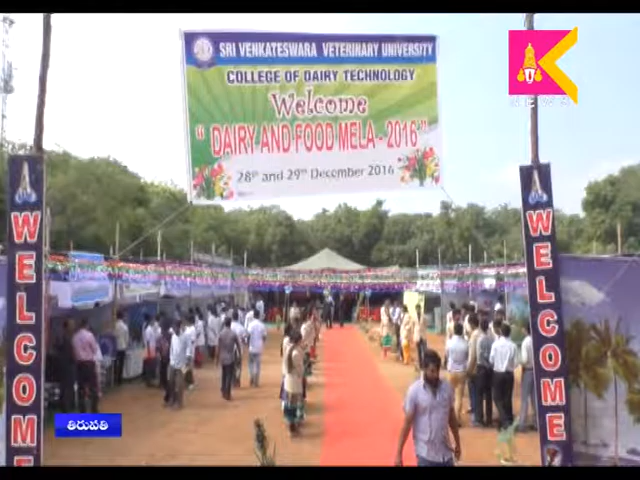 SRI VENKATESWARA VETERINARY UNIVERSITY
COLLEGE OF DAIRY TECHNOLOGY
Welcome
"DAIRY AND FOOD MELA - 2016"
28th and 29th December 2016
K
NEWS
WELCOME
WELCOME
తిరుపతి